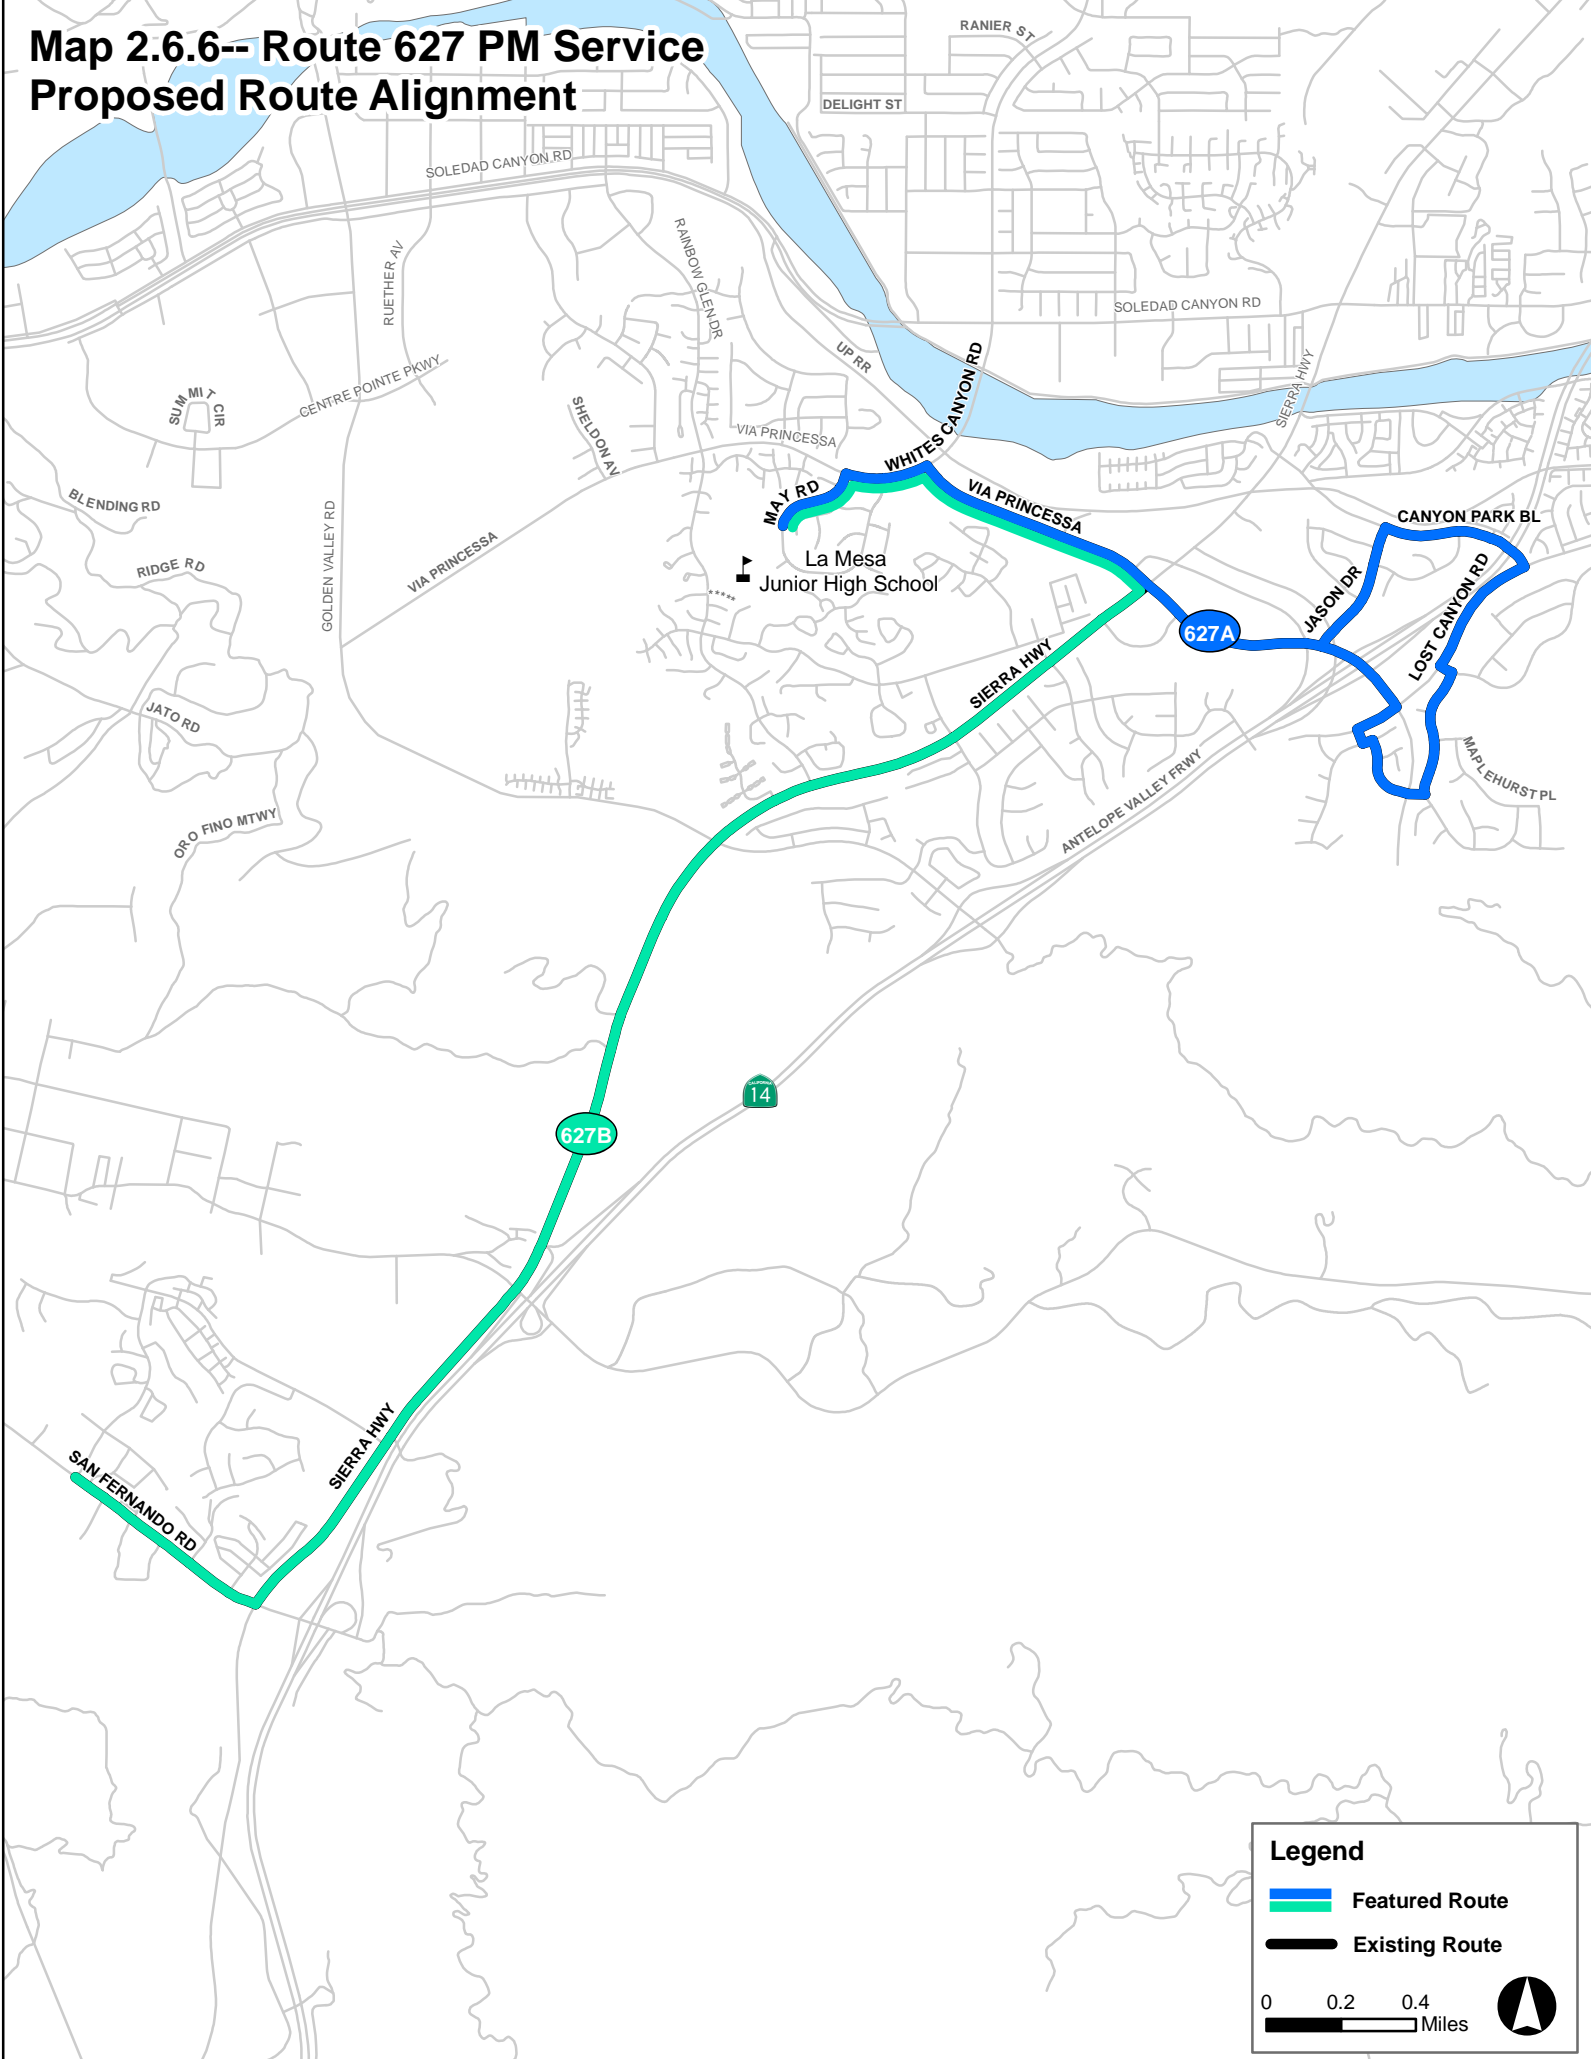 Map 2.6.6-- Route 627 PM Service
Proposed Route Alignment
RANIER ST
DELIGHT ST
SOLEDAD CANYON RD
RUETHER AV
RAINBOW GLEN DR
SOLEDAD CANYON RD
UP RR
SIERRA HWY
CENTRE POINTE PKWY
SUMMIT CIR
SHELDON AV
VIA PRINCESSA
WHITES CANYON RD
MAY RD
VIA PRINCESSA
BLENDING RD
GOLDEN VALLEY RD
VIA PRINCESSA
RIDGE RD
CANYON PARK BL
La Mesa
Junior High School
*****
JASON DR
LOST CANYON RD
627A
SIERRA HWY
JATO RD
MAPLEHURST PL
ANTELOPE VALLEY FRWY
ORO FINO MTWY
CALIFORNIA
14
627B
SIERRA HWY
SAN FERNANDO RD
Legend
Featured Route
Existing Route
0 0.2 0.4
Miles